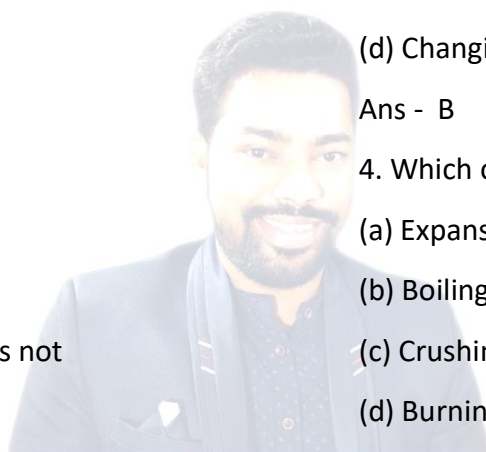 (d) Changi
Ans - B
4. Which
(a) Expans
(b) Boiling
s not
(c) Crushin
(d) Burnin